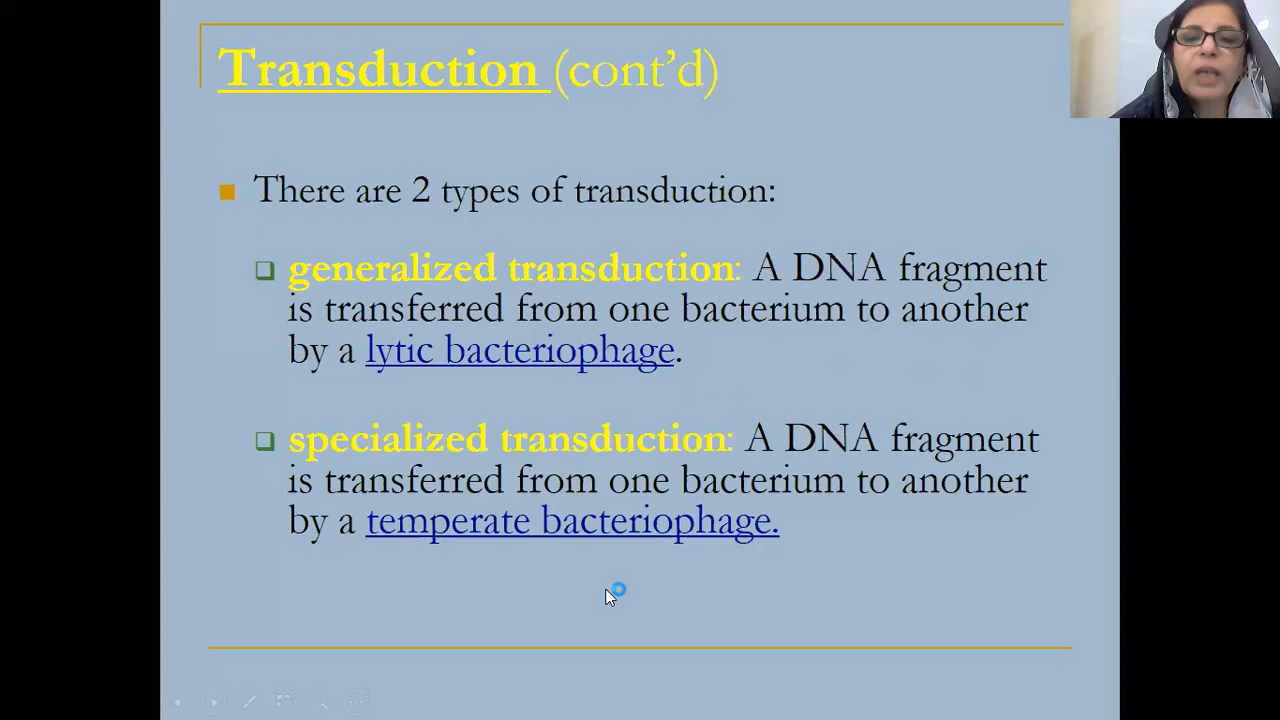 Transduction (cont’d)
There are 2 types of transduction:
generalized transduction: A DNA fragment
is transferred from one bacterium to another
by a lytic bacteriophage.
specialized transduction: A DNA fragment
is transferred from one bacterium to another
by a temperate bacteriophage.